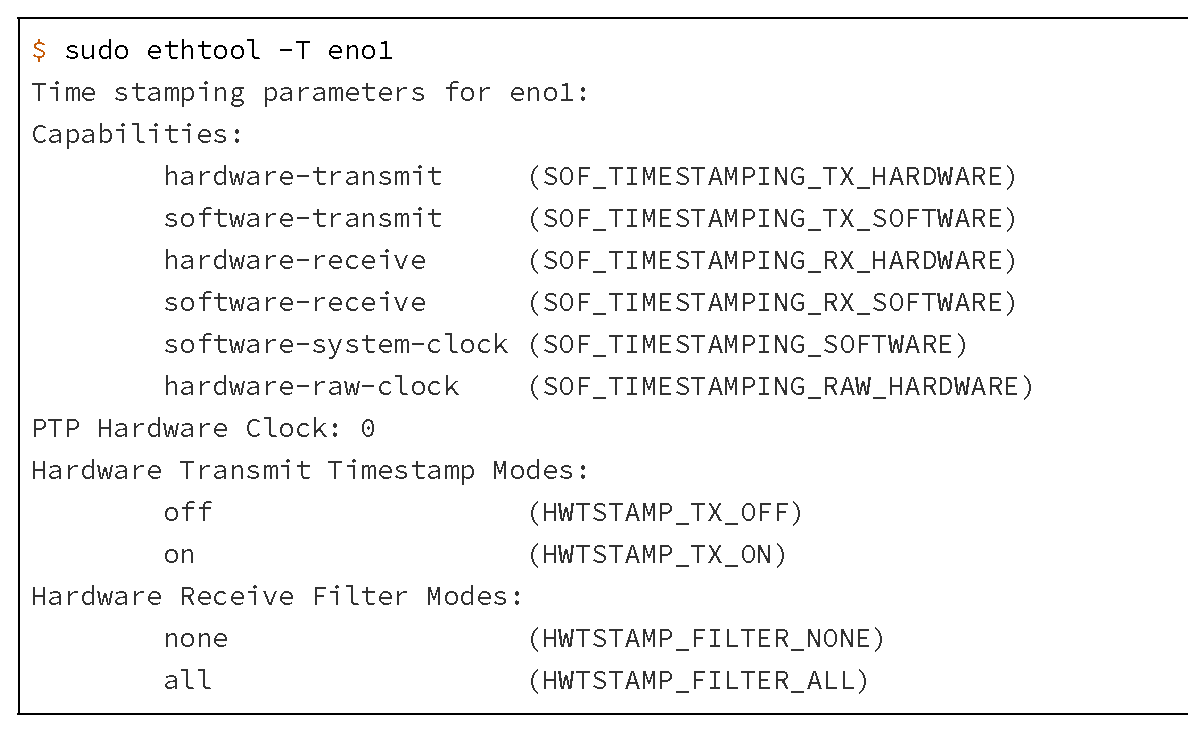 $ sudo ethtool -T eno1
Time stamping parameters for eno1:
Capabilities:
        hardware-transmit     (SOF_TIMESTAMPING_TX_HARDWARE)
        software-transmit     (SOF_TIMESTAMPING_TX_SOFTWARE)
        hardware-receive      (SOF_TIMESTAMPING_RX_HARDWARE)
        software-receive      (SOF_TIMESTAMPING_RX_SOFTWARE)
        software-system-clock (SOF_TIMESTAMPING_SOFTWARE)
        hardware-raw-clock    (SOF_TIMESTAMPING_RAW_HARDWARE)
PTP Hardware Clock: 0
Hardware Transmit Timestamp Modes:
        off                   (HWTSTAMP_TX_OFF)
        on                    (HWTSTAMP_TX_ON)
Hardware Receive Filter Modes:
        none                  (HWTSTAMP_FILTER_NONE)
        all                   (HWTSTAMP_FILTER_ALL)